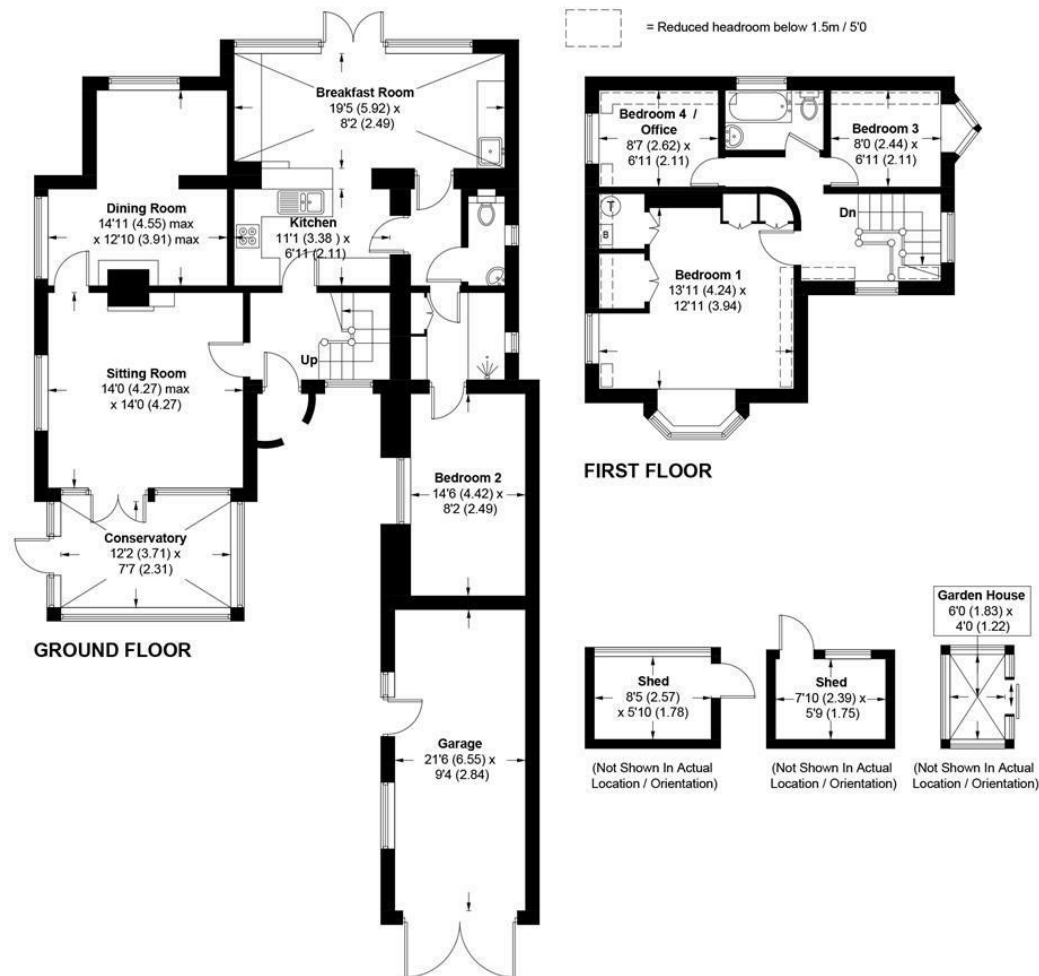 = Reduced headroom below 1.5m / 5'0
Breakfast Room
19'5 (5.92) x
8'2 (2.49)
Dining Room
14'11 (4.55) max
x 12'10 (3.91) max
Kitchen
11'1 (3.38 ) x
6'11 (2.11)
Up
Sitting Room
14'0 (4.27) max
x 14'0 (4.27)
Conservatory
12'2 (3.71) x
7'7 (2.31)
GROUND FLOOR
Bedroom 2
14'6 (4.42) x
8'2 (2.49)
Garage
21'6 (6.55) x
9'4 (2.84)
Bedroom 4 /
Office
8'7 (2.62) x
6'11 (2.11)
Bedroom 3
8'0 (2.44) x
6'11 (2.11)
T
B
Dn
Bedroom 1
13'11 (4.24) x
12'11 (3.94)
FIRST FLOOR
Shed
8'5 (2.57)
x 5'10 (1.78)
(Not Shown In Actual
Location / Orientation)
Shed
7'10 (2.39) x
5'9 (1.75)
(Not Shown In Actual
Location / Orientation)
Garden House
6'0 (1.83) x
4'0 (1.22)
(Not Shown In Actual
Location / Orientation)